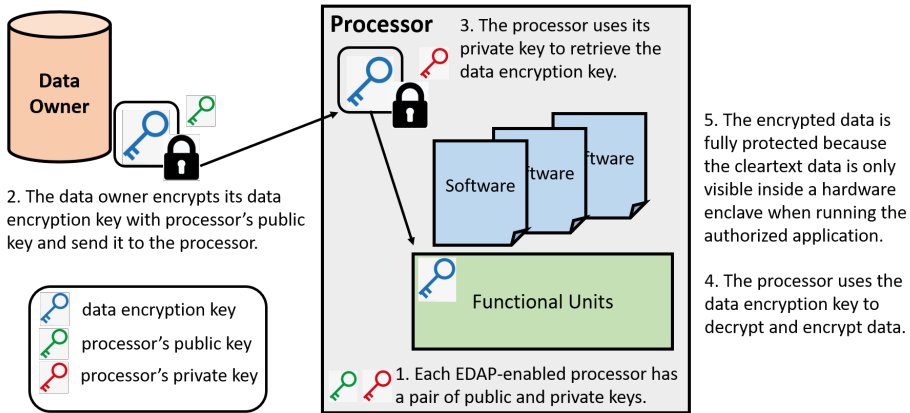 Processor
3. The processor uses its
private key to retrieve the
data encryption key.
Data
Owner
2. The data owner encrypts its data
encryption key with processor's public
key and send it to the processor.
Software
ftware
ftware
Functional Units
5. The encrypted data is
fully protected because
the cleartext data is only
visible inside a hardware
enclave when running the
authorized application.
4. The processor uses the
data encryption key to
decrypt and encrypt data.
data encryption key
processor's public key
processor's private key
1. Each EDAP-enabled processor has
a pair of public and private keys.